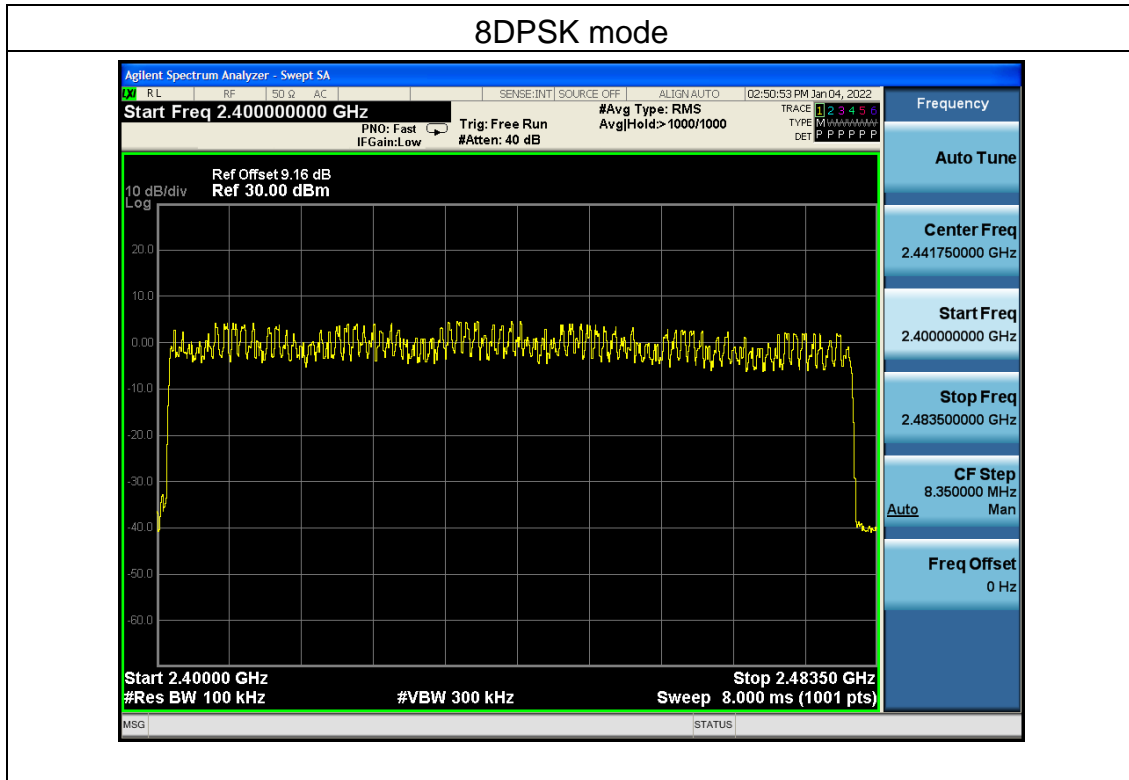 8DPSK mode
Agilent Spectrum Analyzer - Swept SA
LXI RL RF 50 Ω AC SENSE:INT SOURCE OFF ALIGN AUTO 02:50:53 PM Jan 04, 2022
Start Freq 2.400000000 GHz
PNO: Fast
IFGain:Low
Trig: Free Run
#Atten: 40 dB
#Avg Type: RMS
Avg|Hold:>1000/1000
TRACE 1 2 3 4 5 6
TYPE MWWWWW
DET P P P P P P
Frequency
Auto Tune
Center Freq
2.441750000 GHz
Start Freq
2.400000000 GHz
Stop Freq
2.483500000 GHz
CF Step
8.350000 MHz
Auto Man
Freq Offset
0 Hz
Ref Offset 9.16 dB
10 dB/div Ref 30.00 dBm
Log
20.0
10.0
0.00
-10.0
-20.0
-30.0
-40.0
-50.0
-60.0
Start 2.40000 GHz Stop 2.48350 GHz
#Res BW 100 kHz #VBW 300 kHz Sweep 8.000 ms (1001 pts)
MSG STATUS